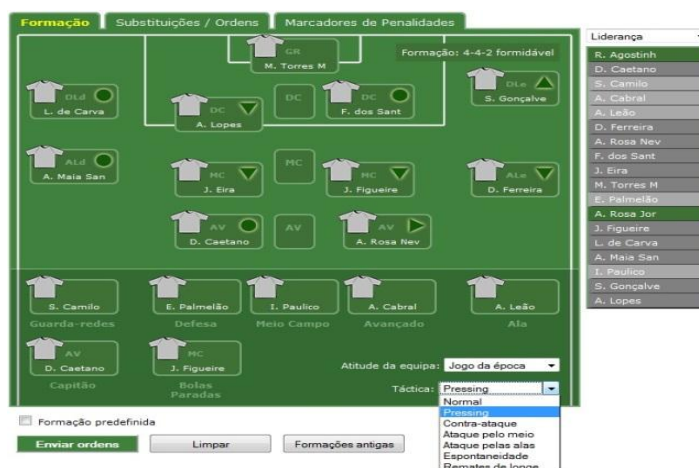 Formação Substituições / Ordens Marcadores de Penalidades
GR
M. Torres M
Formação: 4-4-2 formidável
DLd
L. de Carva
DC
A. Lopes
DC
DC
F. dos Sant
DLe
S. Gonçalve
ALd
A. Maia San
MC
J. Eira
MC
MC
J. Figueire
ALe
D. Ferreira
AV
D. Caetano
AV
AV
A. Rosa Nev
S. Camilo
Guarda-redes
E. Palmelão
Defesa
I. Paulico
Meio Campo
A. Cabral
Avançado
A. Leão
Ala
AV
D. Caetano
Capitão
MC
J. Figueire
Bolas
Paradas
Atitude da equipa: Jogo da época
Táctica: Pressing
Normal
Pressing
Contra-ataque
Ataque pelo meio
Ataque pelas alas
Espontaneidade
Remates de longe
Formação predefinida
Enviar ordens Limpar Formações antigas
Liderança
R. Agostinh
D. Caetano
S. Camilo
A. Cabral
A. Leão
D. Ferreira
A. Rosa Nev
F. dos Sant
J. Eira
M. Torres M
E. Palmelão
A. Rosa Jor
J. Figueire
L. de Carva
A. Maia San
I. Paulico
S. Gonçalve
A. Lopes